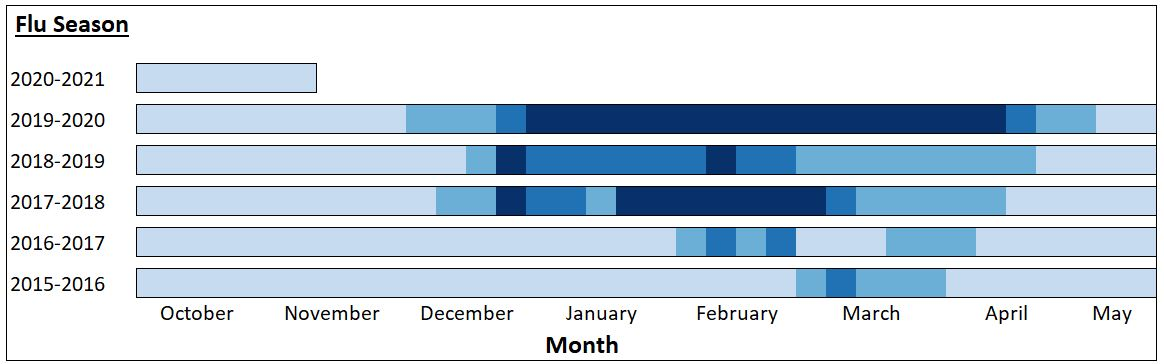 Flu Season
2020-2021
2019-2020
2018-2019
2017-2018
2016-2017
2015-2016
October November December January February March April May
Month